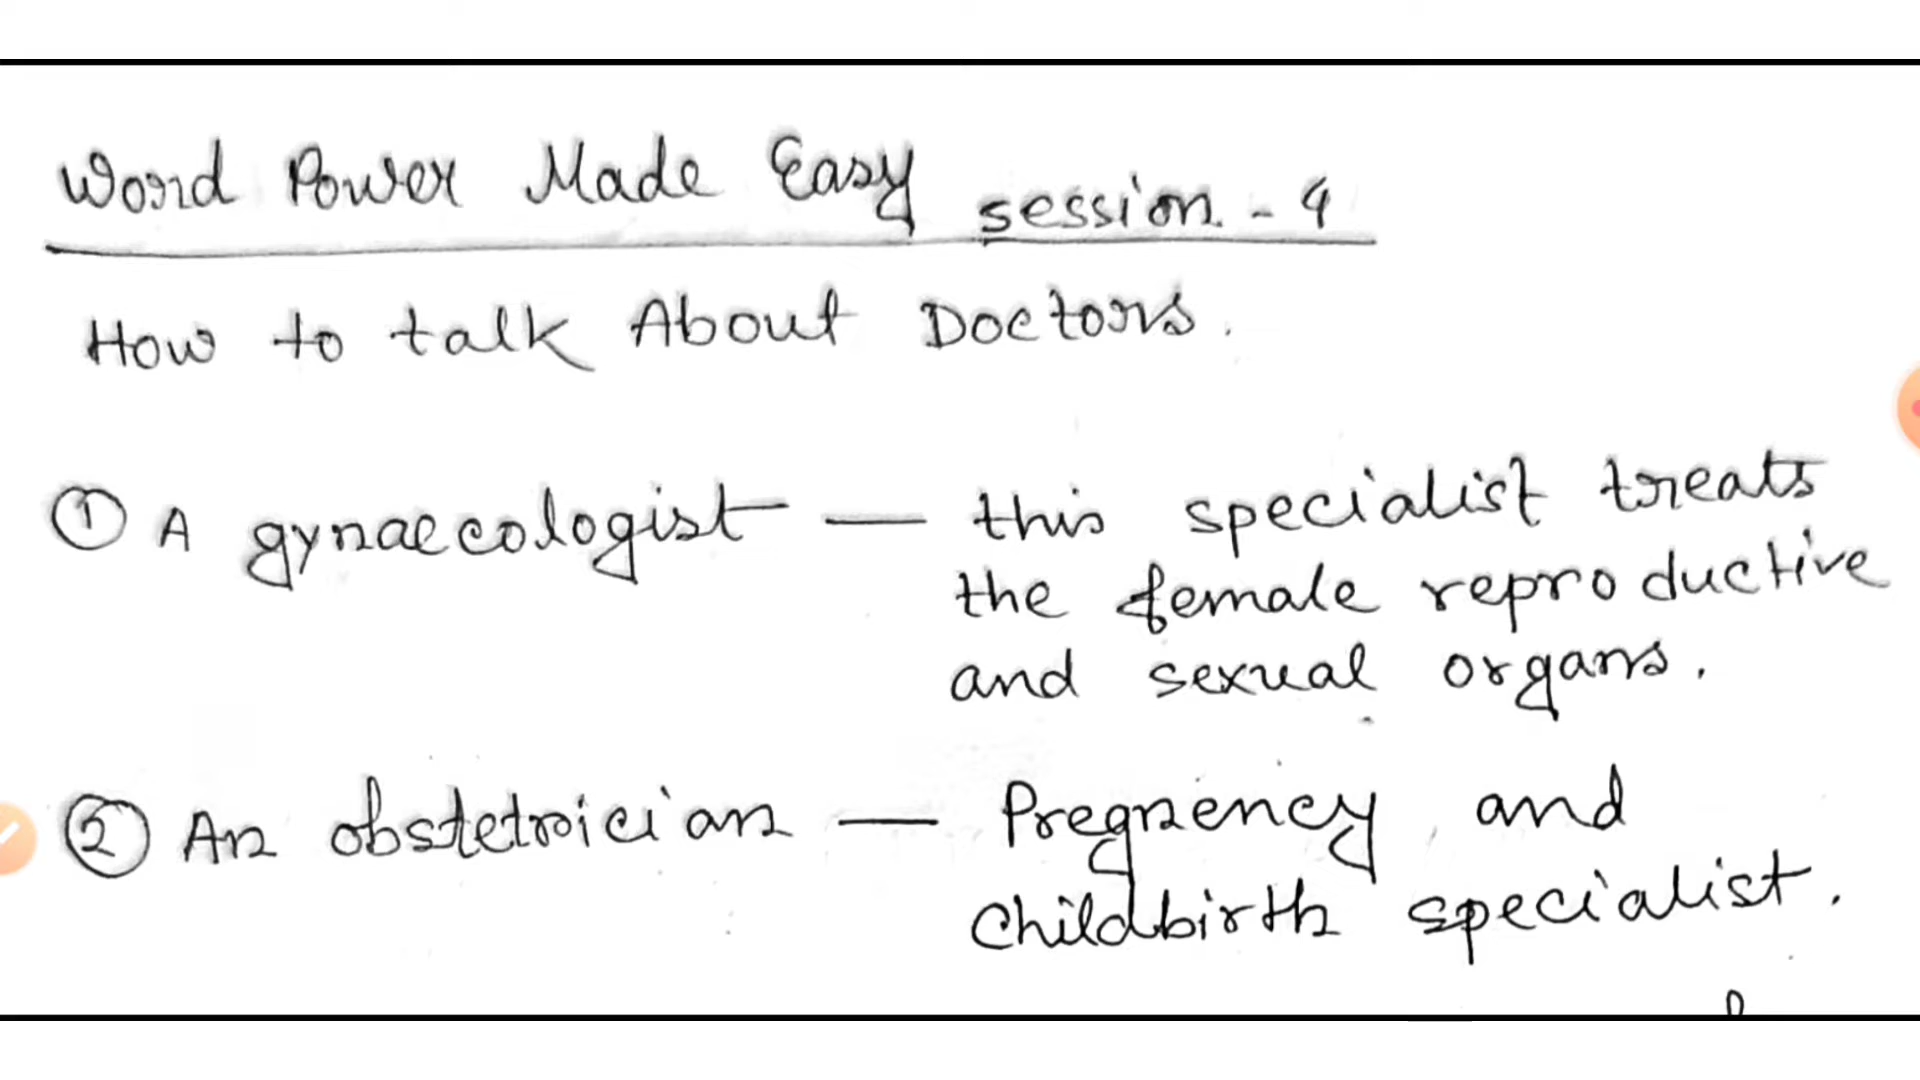 Word Power Made Easy session - 4
How to talk About Doctors.
① A gynaecologist — this specialist treats
the female reproductive
and sexual organs.
② An obstetrician — Pregnency and
Childbirth specialist.